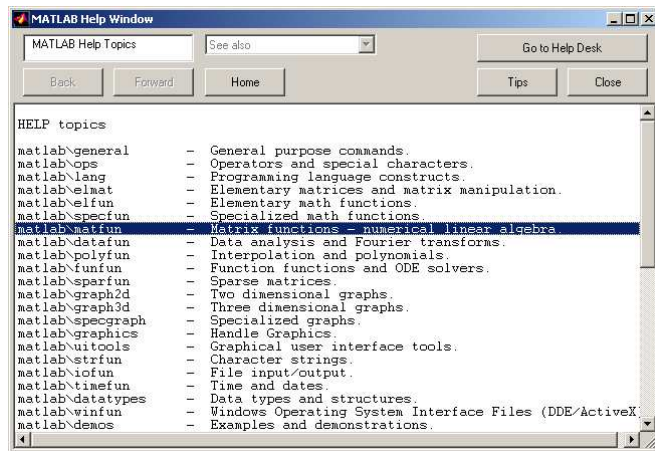 MATLAB Help Window
MATLAB Help Topics
See also
Go to Help Desk
Back
Forward
Home
Tips
Close
HELP topics
matlab\general - General purpose commands.
matlab\ops - Operators and special characters.
matlab\lang - Programming language constructs.
matlab\elmat - Elementary matrices and matrix manipulation.
matlab\elfun - Elementary math functions.
matlab\specfun - Specialized math functions.
matlab\matfun - Matrix functions - numerical linear algebra.
matlab\datafun - Data analysis and Fourier transforms.
matlab\polyfun - Interpolation and polynomials.
matlab\funfun - Function functions and ODE solvers.
matlab\sparfun - Sparse matrices.
matlab\graph2d - Two dimensional graphs.
matlab\graph3d - Three dimensional graphs.
matlab\specgraph - Specialized graphs.
matlab\graphics - Handle Graphics.
matlab\uitools - Graphical user interface tools.
matlab\strfun - Character strings.
matlab\iofun - File input/output.
matlab\timefun - Time and dates.
matlab\datatypes - Data types and structures.
matlab\winfun - Windows Operating System Interface Files (DDE/ActiveX
matlab\demos - Examples and demonstrations.